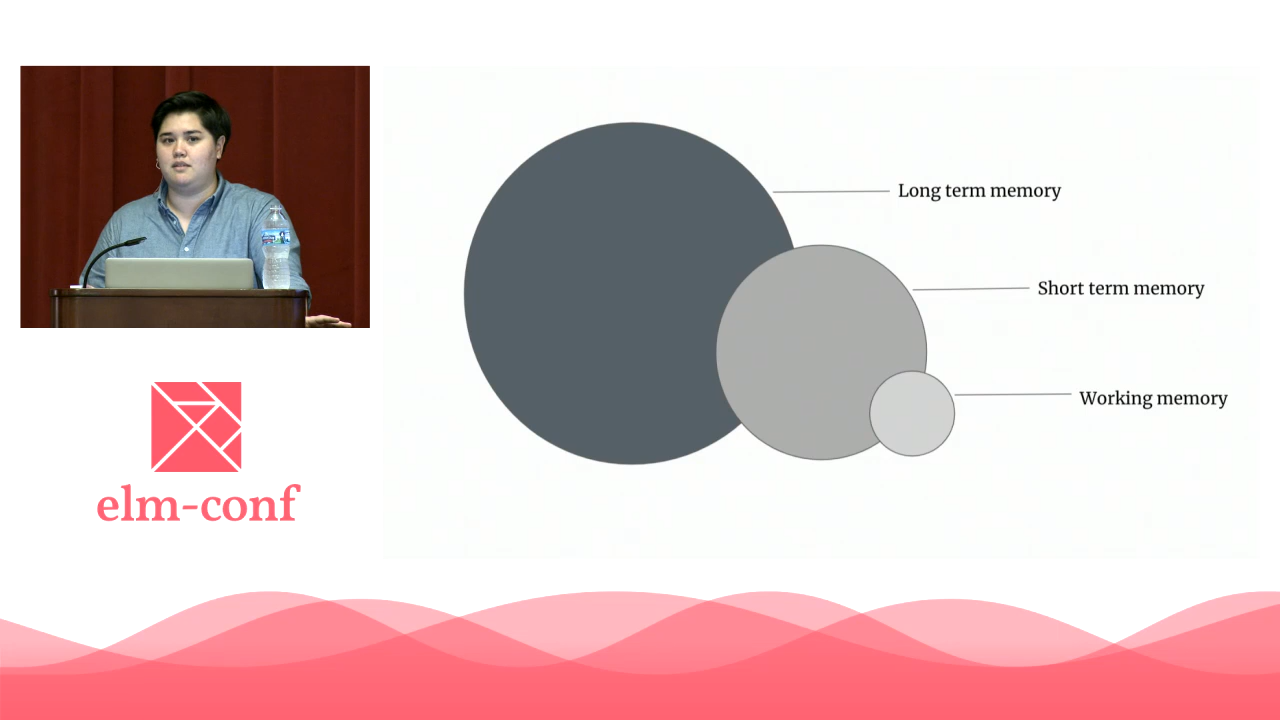 Long term memory
Short term memory
Working memory
elm-conf